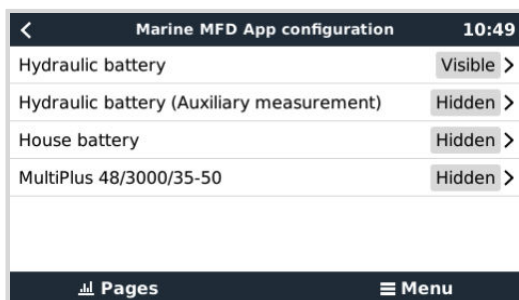 Marine MFD App configuration 10:49
Hydraulic battery Visible
Hydraulic battery (Auxiliary measurement) Hidden
House battery Hidden
MultiPlus 48/3000/35-50 Hidden
Pages Menu